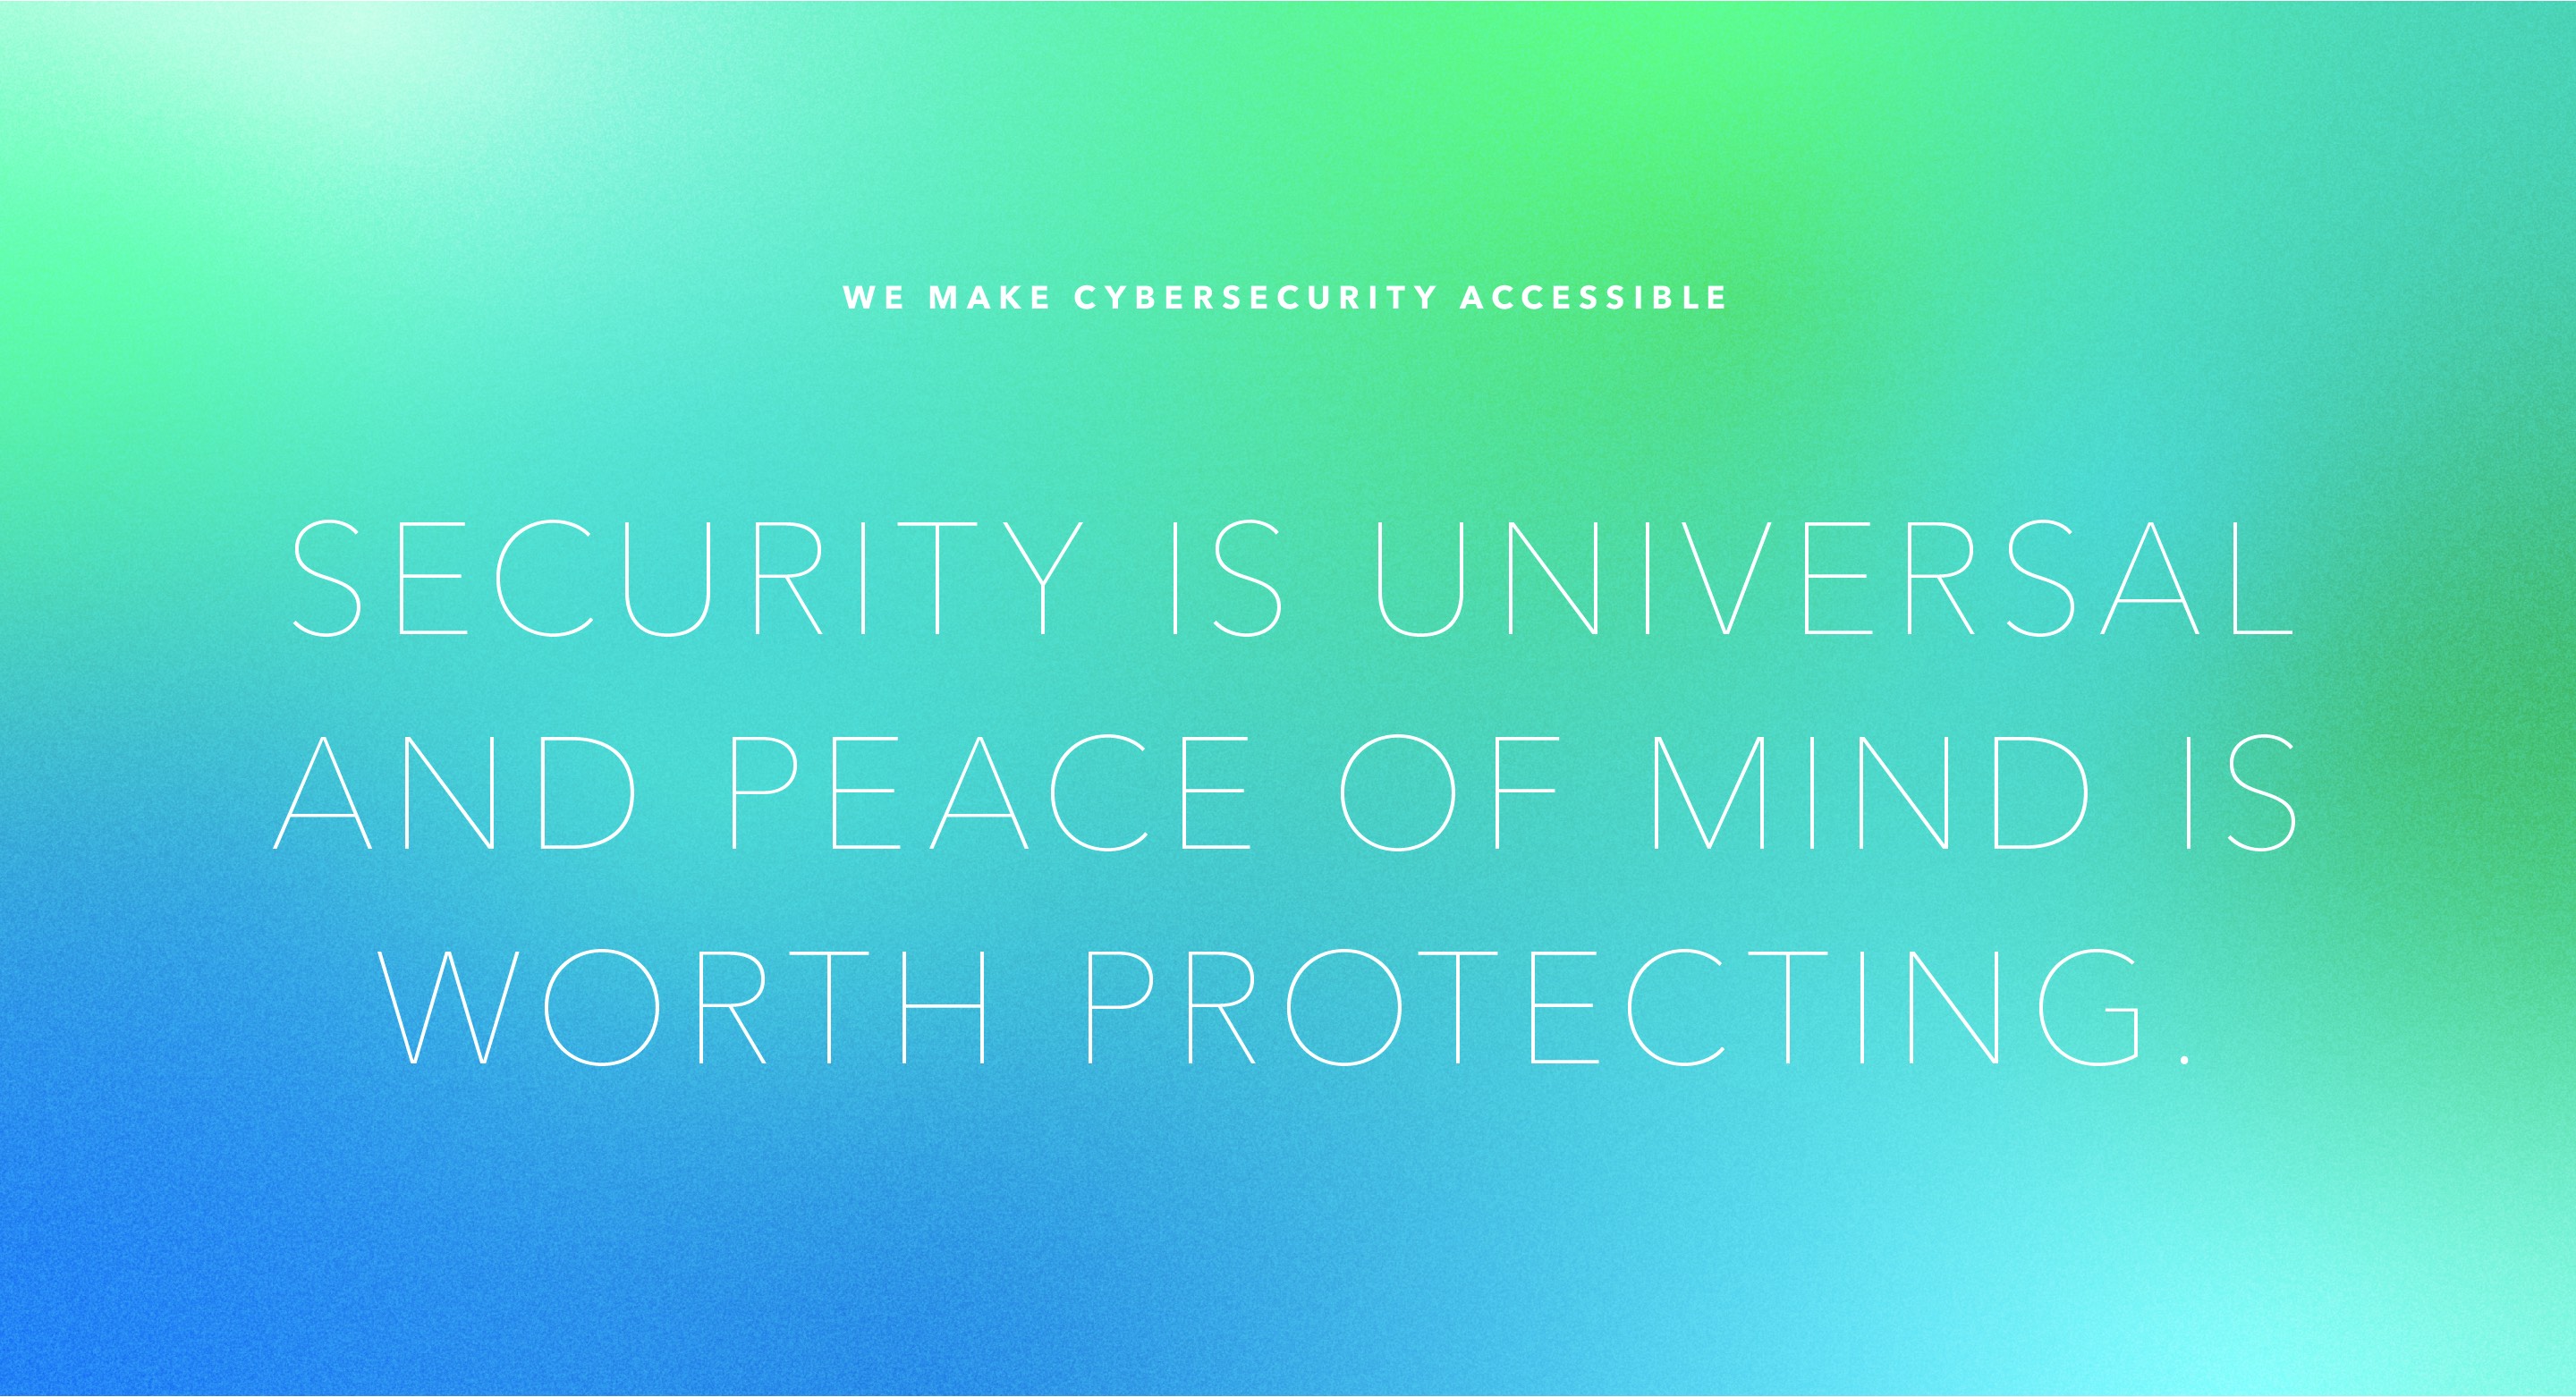 WE MAKE CYBERSECURITY ACCESSIBLE
SECURITY IS UNIVERSAL
AND PEACE OF MIND IS
WORTH PROTECTING.